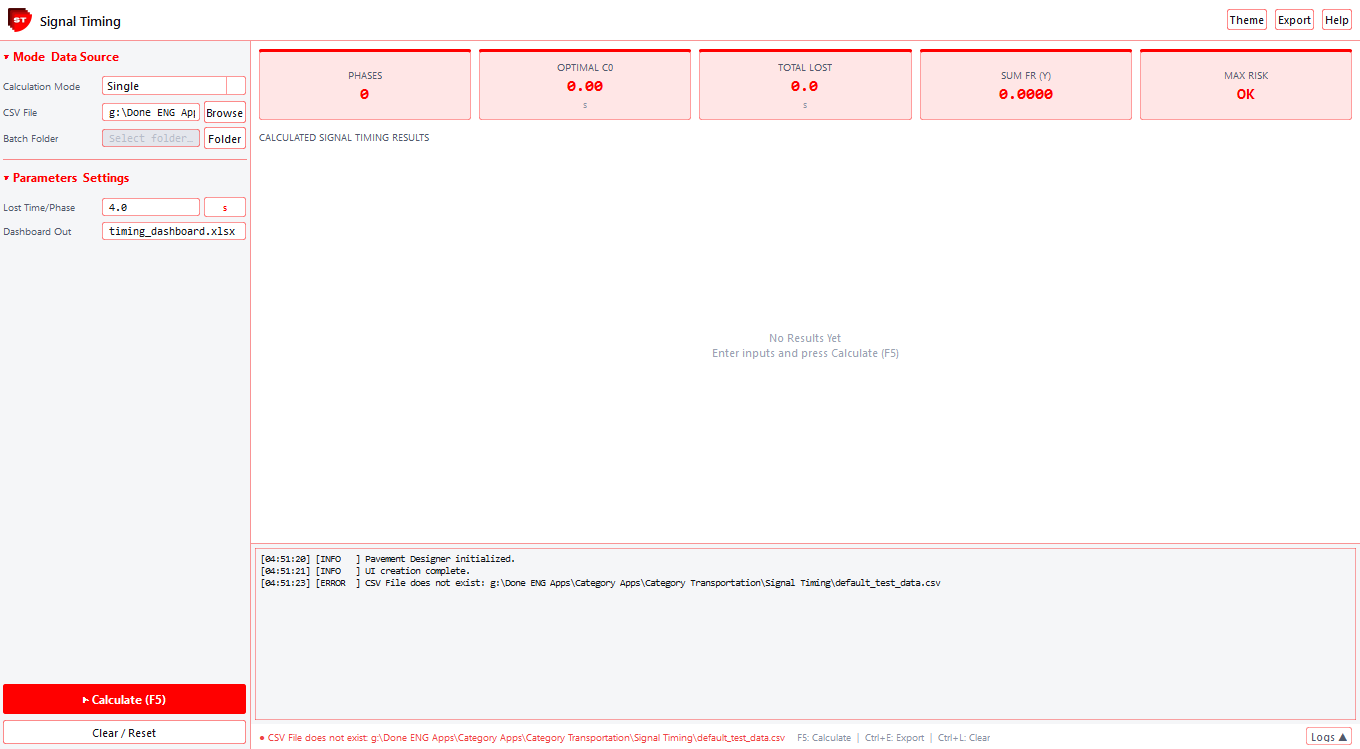 ST Signal Timing Theme Export Help
▾ Mode Data Source
Calculation Mode Single
CSV File g:\Done ENG Ap Browse
Batch Folder Select folder… Folder
▾ Parameters Settings
Lost Time/Phase 4.0 s
Dashboard Out timing_dashboard.xlsx
▸ Calculate (F5)
Clear / Reset
PHASES
0
OPTIMAL C0
0.00
s
TOTAL LOST
0.0
s
SUM FR (Y)
0.0000
MAX RISK
OK
CALCULATED SIGNAL TIMING RESULTS
No Results Yet
Enter inputs and press Calculate (F5)
[04:51:20] [INFO ] Pavement Designer initialized.
[04:51:21] [INFO ] UI creation complete.
[04:51:23] [ERROR ] CSV File does not exist: g:\Done ENG Apps\Category Apps\Category Transportation\Signal Timing\default_test_data.csv
● CSV File does not exist: g:\Done ENG Apps\Category Apps\Category Transportation\Signal Timing\default_test_data.csv F5: Calculate | Ctrl+E: Export | Ctrl+L: Clear Logs ▲